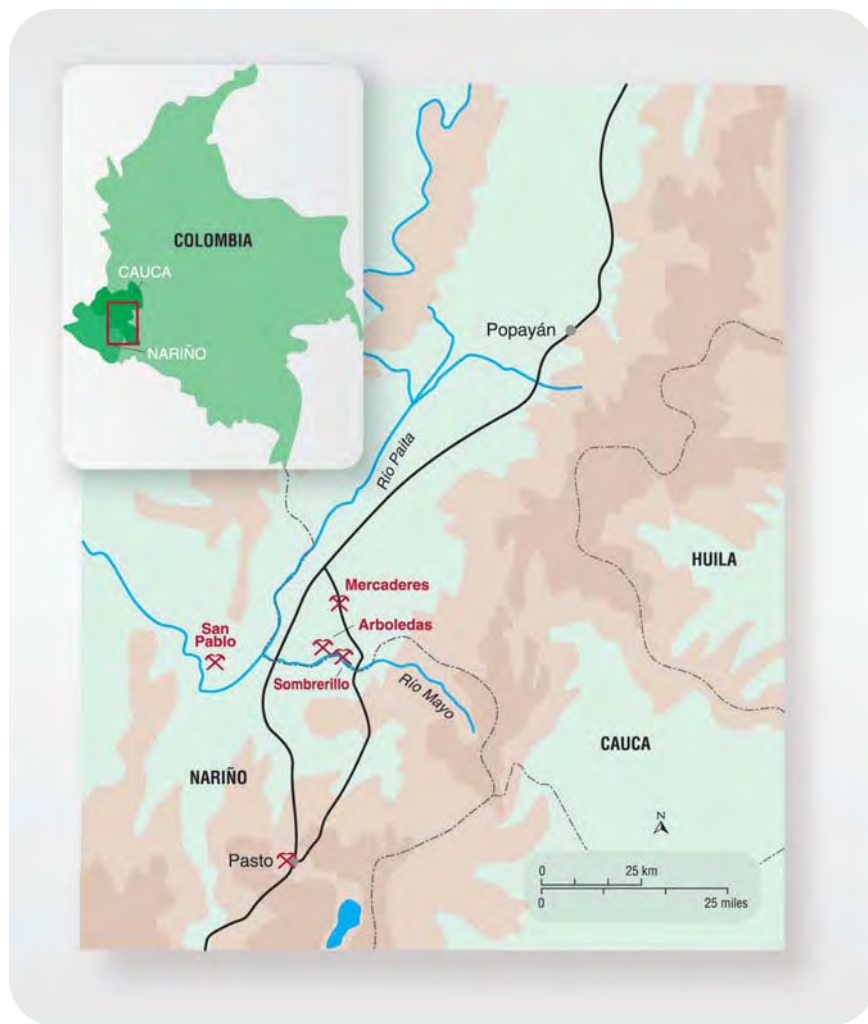 COLOMBIA
CAUCA
NARIÑO
Popayán
Río Paita
HUILA
Mercaderes
Arboledas
San
Pablo
Sombrerillo
Río Mayo
CAUCA
NARIÑO
N
Pasto
0 25 km
0 25 miles